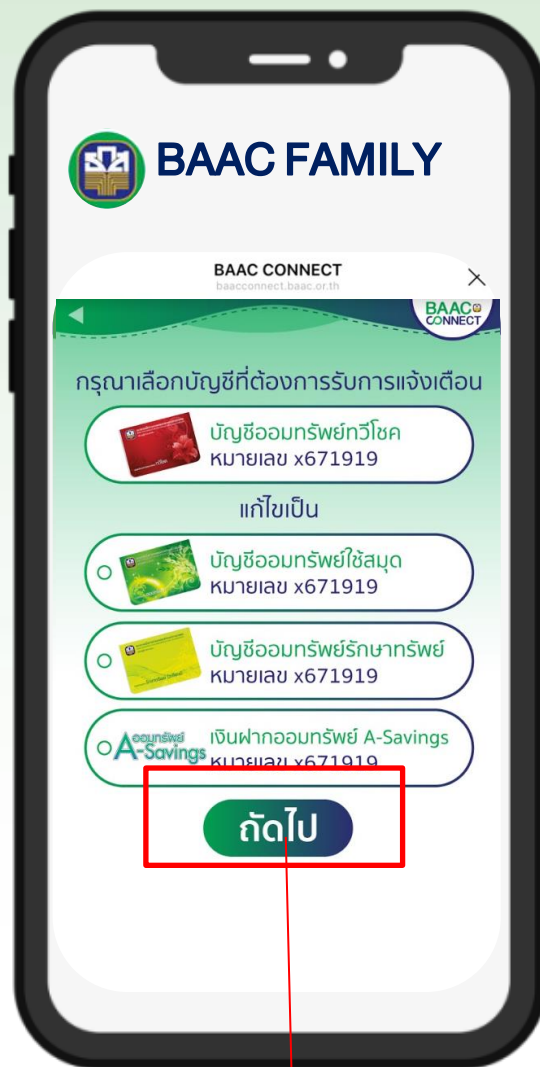 BAAC FAMILY
BAAC CONNECT
baacconnect.baac.or.th
BAAC
CONNECT
กรุณาเลือกบัญชีที่ต้องการรับการแจ้งเตือน
บัญชีออมทรัพย์ทวีโชค
หมายเลข x671919
แก้ไขเป็น
บัญชีออมทรัพย์ใช้สมุด
หมายเลข x671919
บัญชีออมทรัพย์รักษาทรัพย์
หมายเลข x671919
ออมทรัพย์
A-Savings
เงินฝากออมทรัพย์ A-Savings
หมายเลข x671919
ถัดไป